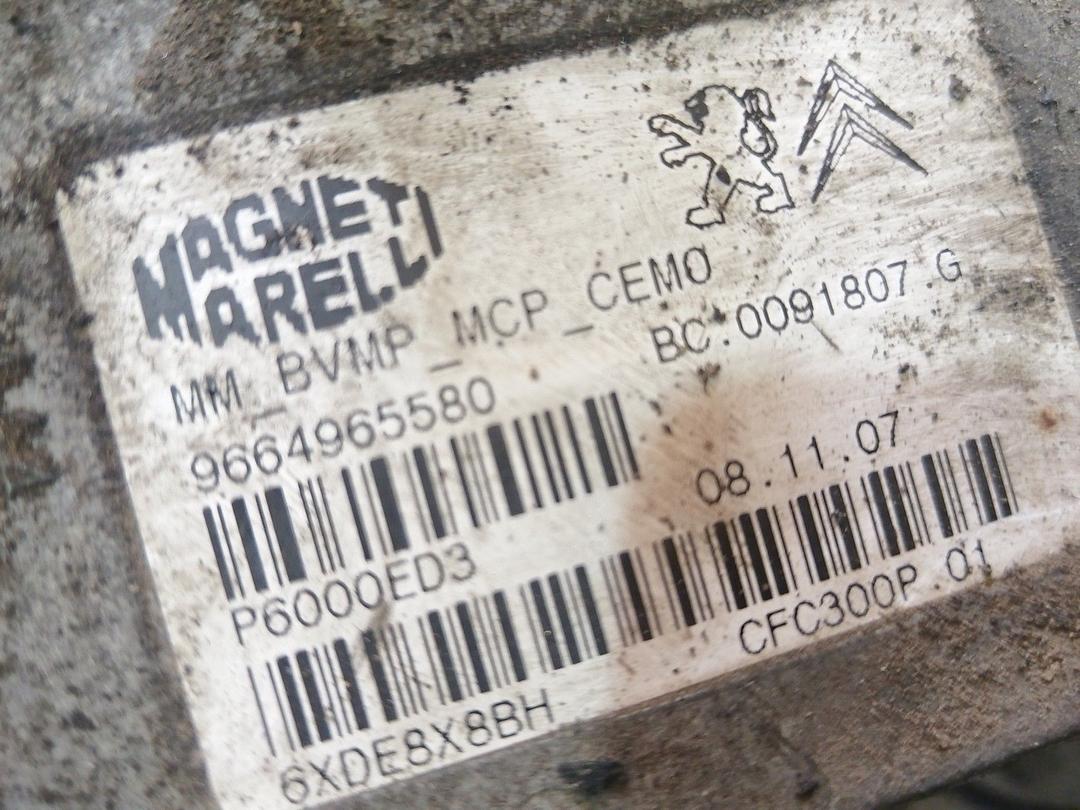 MAGNETI
MARELLI
MM_BVMP_MCP_CEMO
9664965580
BC.0091807.G
P6000ED3
08.11.07
6XDE8X8BH
CFC300P 01